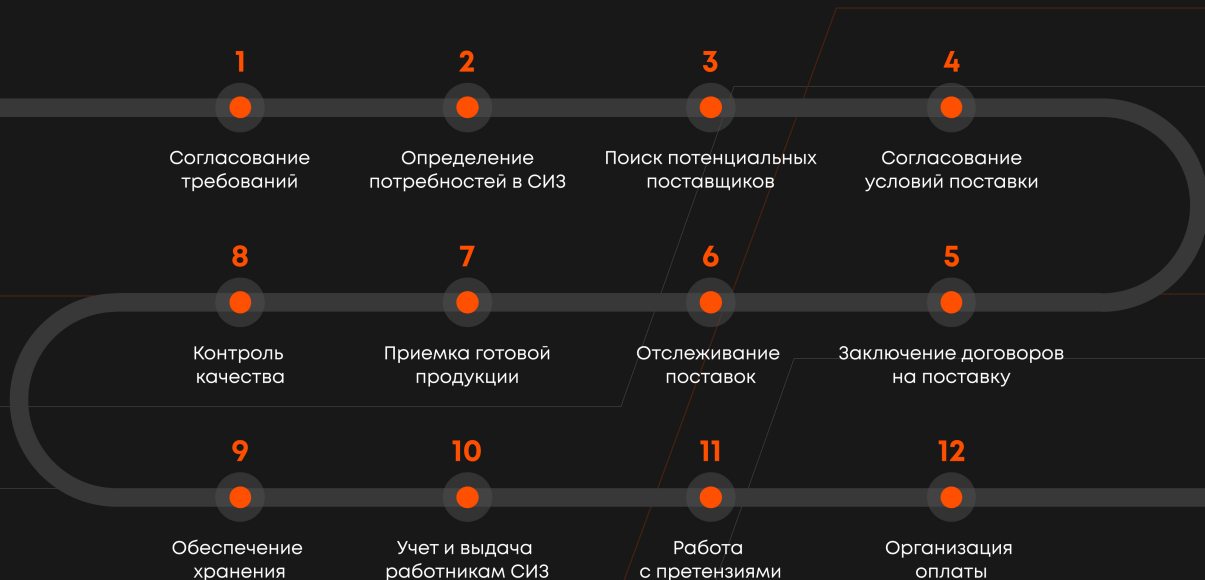 1
Согласование
требований
2
Определение
потребностей в СИЗ
3
Поиск потенциальных
поставщиков
4
Согласование
условий поставки
5
Заключение договоров
на поставку
6
Отслеживание
поставок
7
Приемка готовой
продукции
8
Контроль
качества
9
Обеспечение
хранения
10
Учет и выдача
работникам СИЗ
11
Работа
с претензиями
12
Организация
оплаты